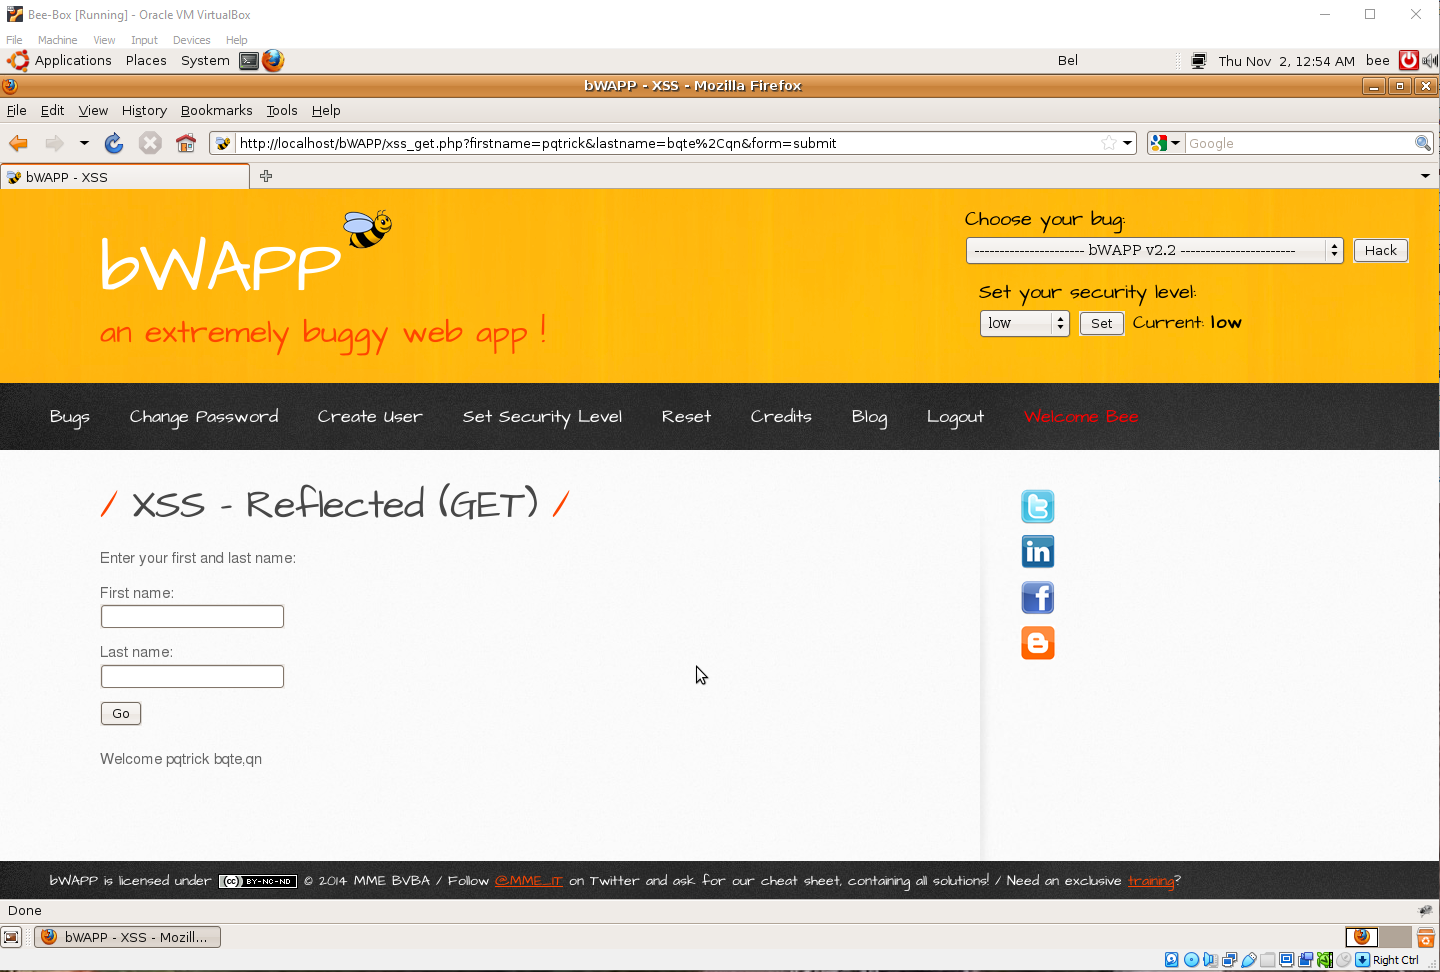 Bee-Box [Running] - Oracle VM VirtualBox
File Machine View Input Devices Help
Applications Places System Bel Thu Nov 2, 12:54 AM bee
bWAPP - XSS - Mozilla Firefox
File Edit View History Bookmarks Tools Help
http://localhost/bWAPP/xss_get.php?firstname=pqtrick&lastname=bqte%2Cqn&form=submit Google
bWAPP - XSS
bWAPP
an extremely buggy web app !
Choose your bug:
---------------------- bWAPP v2.2 ----------------------- Hack
Set your security level:
low Set Current: low
Bugs Change Password Create User Set Security Level Reset Credits Blog Logout Welcome Bee
/ XSS - Reflected (GET) /
Enter your first and last name:
First name:
Last name:
Go
Welcome pqtrick bqte,qn
bWAPP is licensed under cc BY-NC-ND © 2014 MME BVBA / Follow @MME_IT on Twitter and ask for our cheat sheet, containing all solutions! / Need an exclusive training?
Done
bWAPP - XSS - Mozill...
Right Ctrl